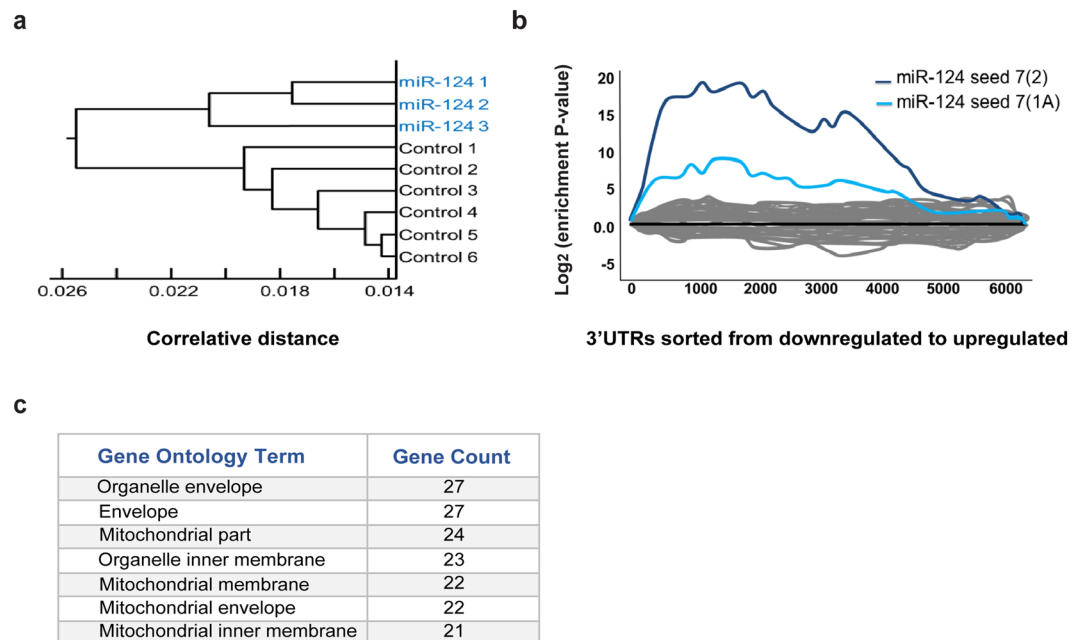 a
miR-124 1
miR-124 2
miR-124 3
Control 1
Control 2
Control 3
Control 4
Control 5
Control 6
0.026 0.022 0.018 0.014
Correlative distance
b
Log2 (enrichment P-value)
20
15
10
5
0.0
-5
miR-124 seed 7(2)
miR-124 seed 7(1A)
0 1000 2000 3000 4000 5000 6000
3’UTRs sorted from downregulated to upregulated
c
Gene Ontology Term Gene Count
Organelle envelope 27
Envelope 27
Mitochondrial part 24
Organelle inner membrane 23
Mitochondrial membrane 22
Mitochondrial envelope 22
Mitochondrial inner membrane 21